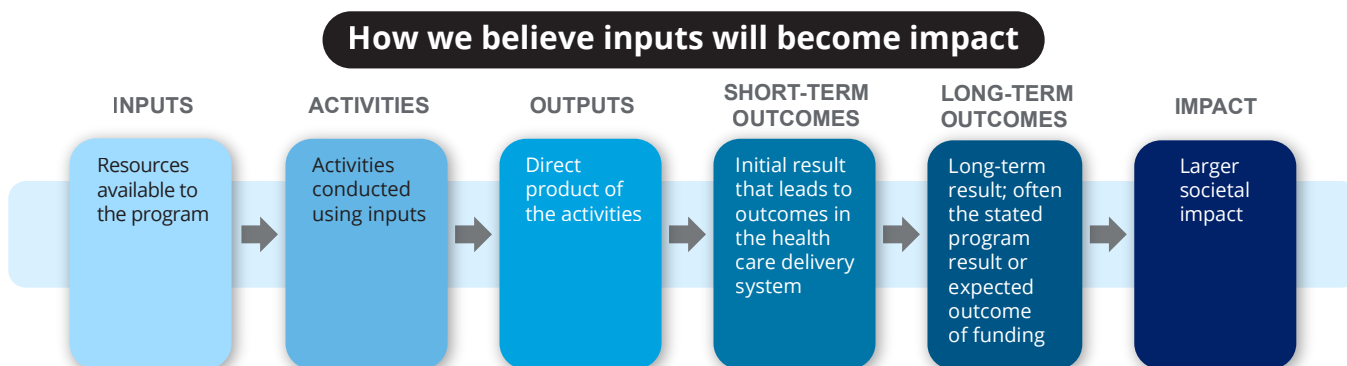 How we believe inputs will become impact
INPUTS
Resources
available to
the program
ACTIVITIES
Activities
conducted
using inputs
OUTPUTS
Direct
product of
the activities
SHORT-TERM
OUTCOMES
Initial result
that leads to
outcomes in
the health
care delivery
system
LONG-TERM
OUTCOMES
Long-term
result; often
the stated
program
result or
expected
outcome
of funding
IMPACT
Larger
societal
impact